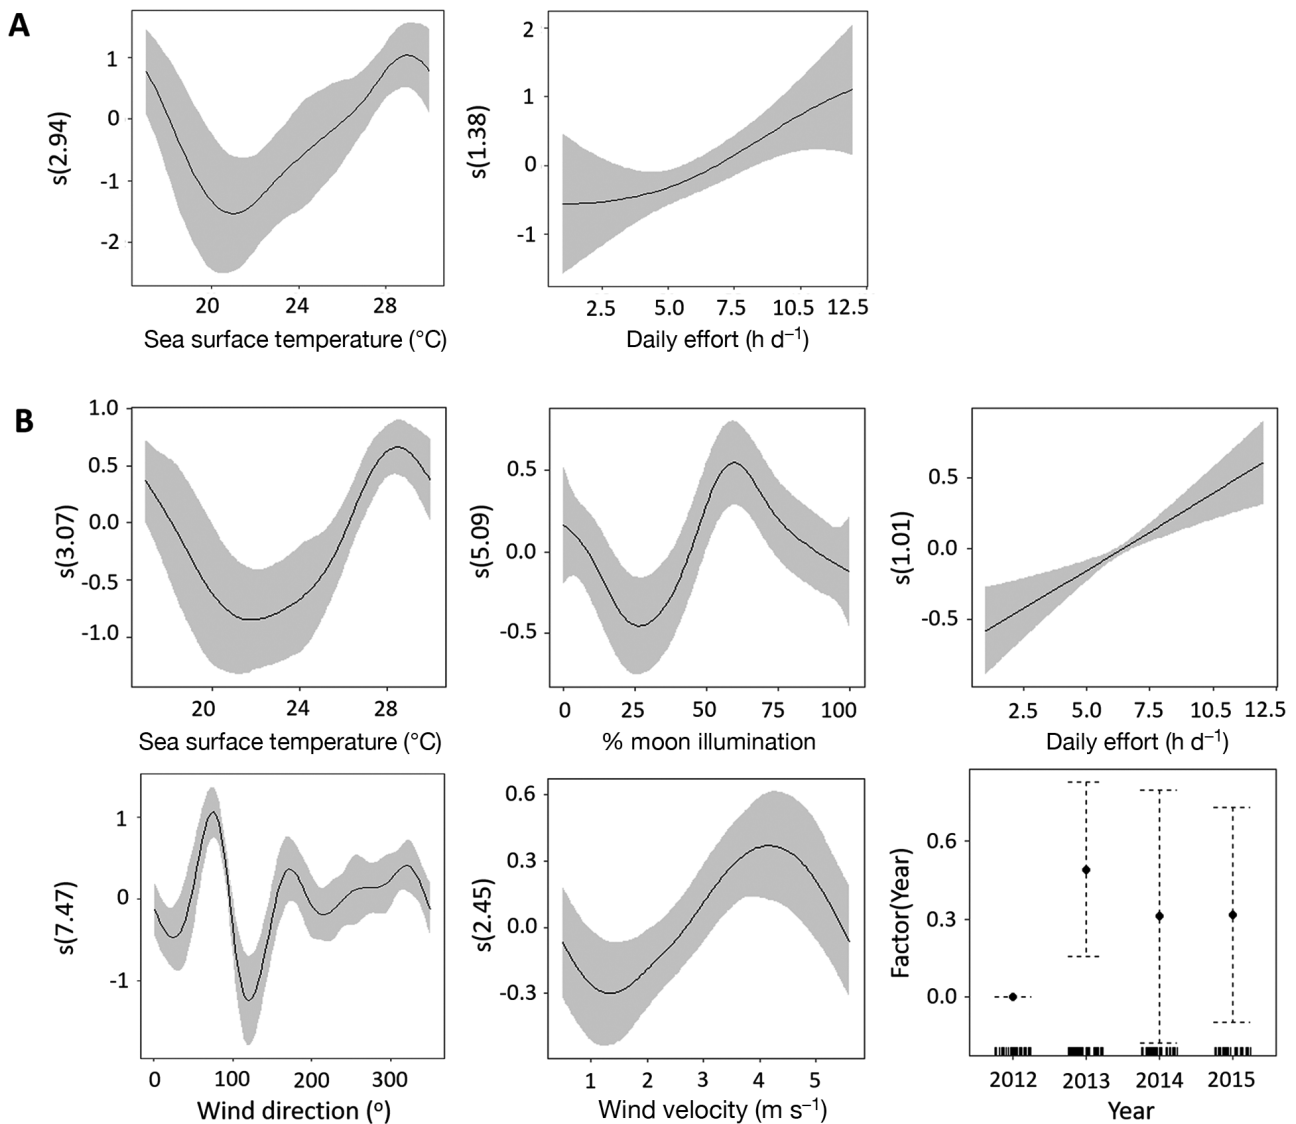 A
s(2.94)
1
0
-1
-2
20 24 28
Sea surface temperature (°C)
s(1.38)
2
1
0
-1
2.5 5.0 7.5 10.5 12.5
Daily effort (h d–1)
B
s(3.07)
1.0
0.5
0.0
-0.5
-1.0
20 24 28
Sea surface temperature (°C)
s(5.09)
0.5
0.0
-0.5
0 25 50 75 100
% moon illumination
s(1.01)
0.5
0.0
-0.5
2.5 5.0 7.5 10.5 12.5
Daily effort (h d–1)
s(7.47)
1
0
-1
0 100 200 300
Wind direction (º)
s(2.45)
0.6
0.3
0.0
-0.3
1 2 3 4 5
Wind velocity (m s–1)
Factor(Year)
0.6
0.3
0.0
2012 2013 2014 2015
Year